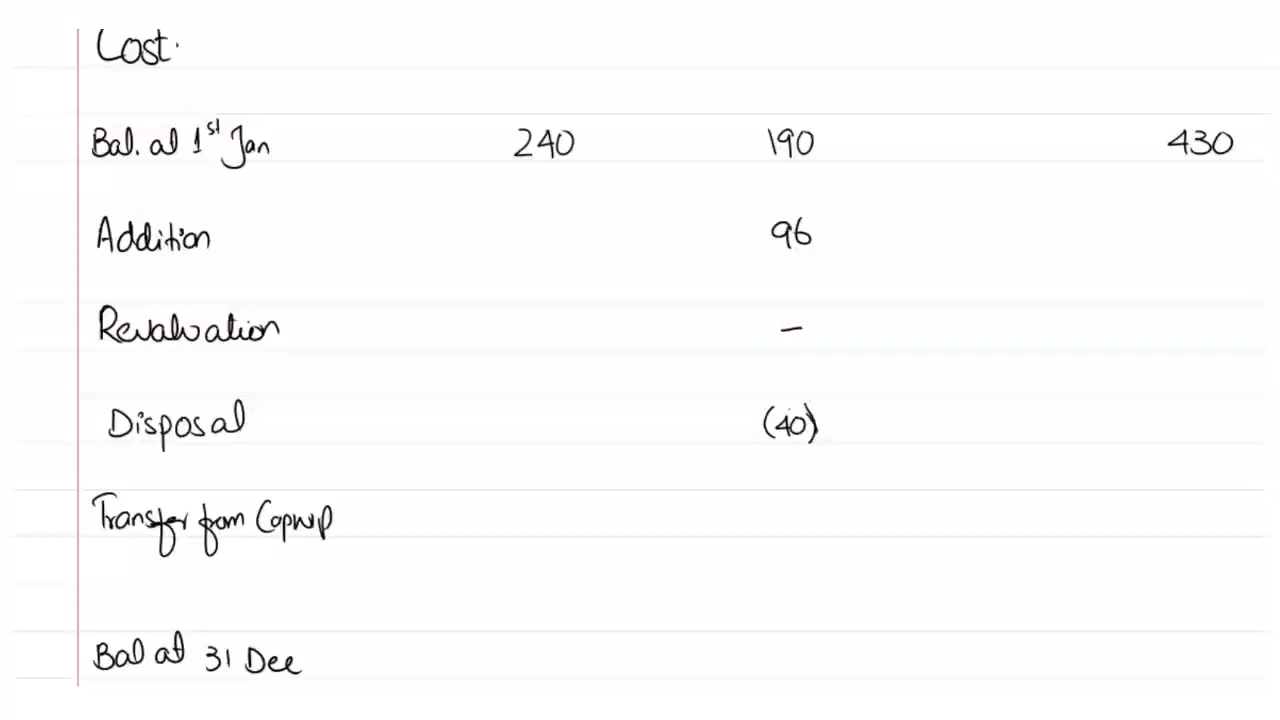 Cost.
Bal. at 1st Jan 240 190 430
Addition 96
Revaluation –
Disposal (40)
Transfer from Capwip
Bal at 31 Dec